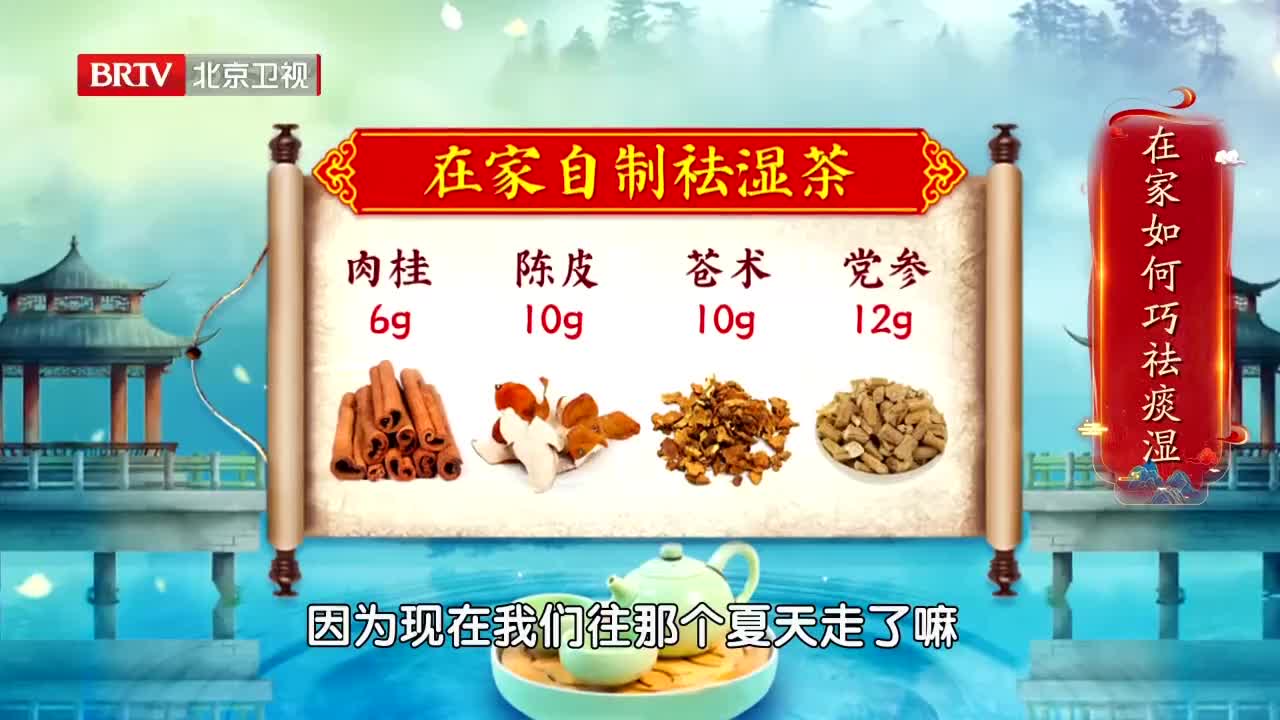 BRTV 北京卫视
在家自制祛湿茶
肉桂 陈皮 苍术 党参
6g 10g 10g 12g
在家如何巧祛痰湿
因为现在我们往那个夏天走了嘛